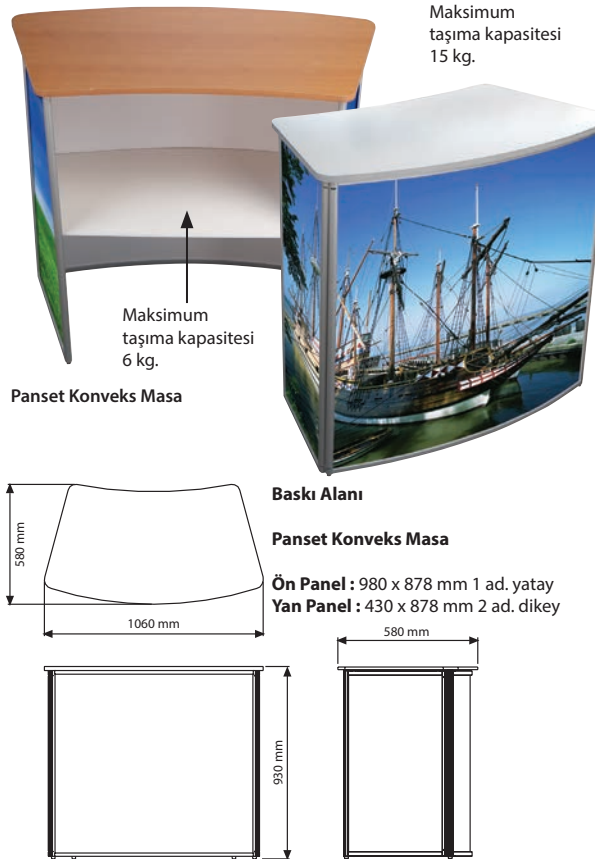 Maksimum
taşıma kapasitesi
15 kg.
Maksimum
taşıma kapasitesi
6 kg.
Panset Konveks Masa
Baskı Alanı
Panset Konveks Masa
Ön Panel : 980 x 878 mm 1 ad. yatay
Yan Panel : 430 x 878 mm 2 ad. dikey
580 mm
1060 mm
580 mm
930 mm